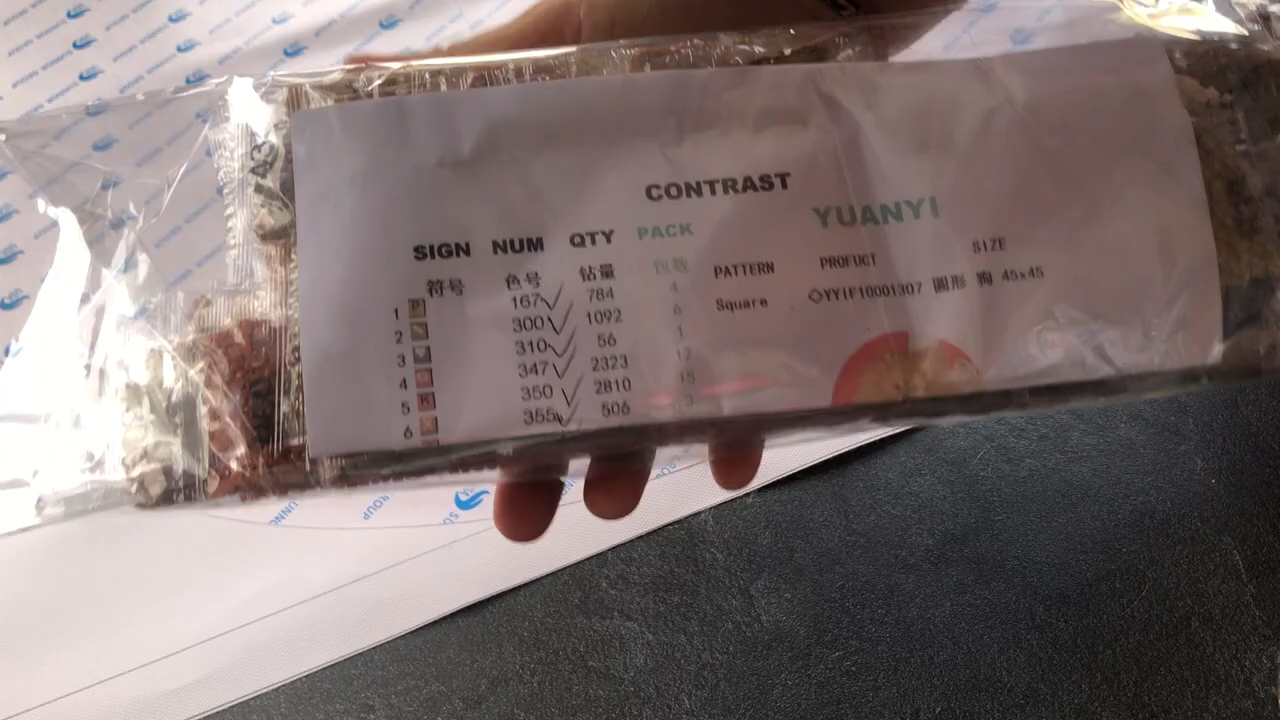 CONTRAST
YUANYI
SIGN NUM QTY PACK
符号 色号 钻量 包数
PATTERN PROFUCT SIZE
Square ◇YYIF10001307 圆形 狗 45x45
1 P 167 784 4
2 300 1092 6
3 310 56 1
4 347 2323 12
5 K 350 2810 15
6 X 355 506 3
43